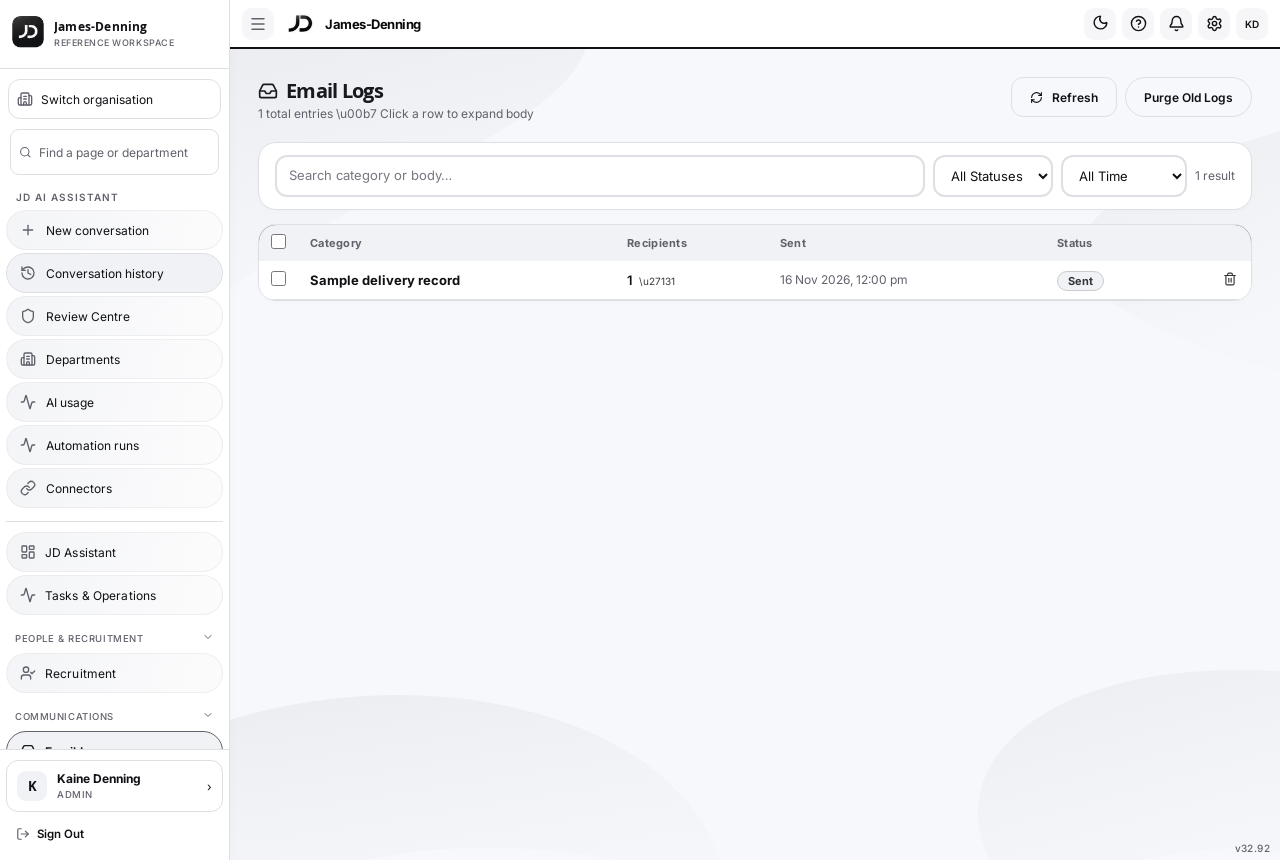 James-Denning
REFERENCE WORKSPACE
Switch organisation
Find a page or department
JD AI ASSISTANT
New conversation
Conversation history
Review Centre
Departments
AI usage
Automation runs
Connectors
JD Assistant
Tasks & Operations
PEOPLE & RECRUITMENT
Recruitment
COMMUNICATIONS
K
Kaine Denning
ADMIN
Sign Out
JD James-Denning
KD
Email Logs
1 total entries \u00b7 Click a row to expand body
Refresh
Purge Old Logs
Search category or body...
All Statuses
All Time
1 result
Category Recipients Sent Status
Sample delivery record 1 \u27131 16 Nov 2026, 12:00 pm Sent
v32.92